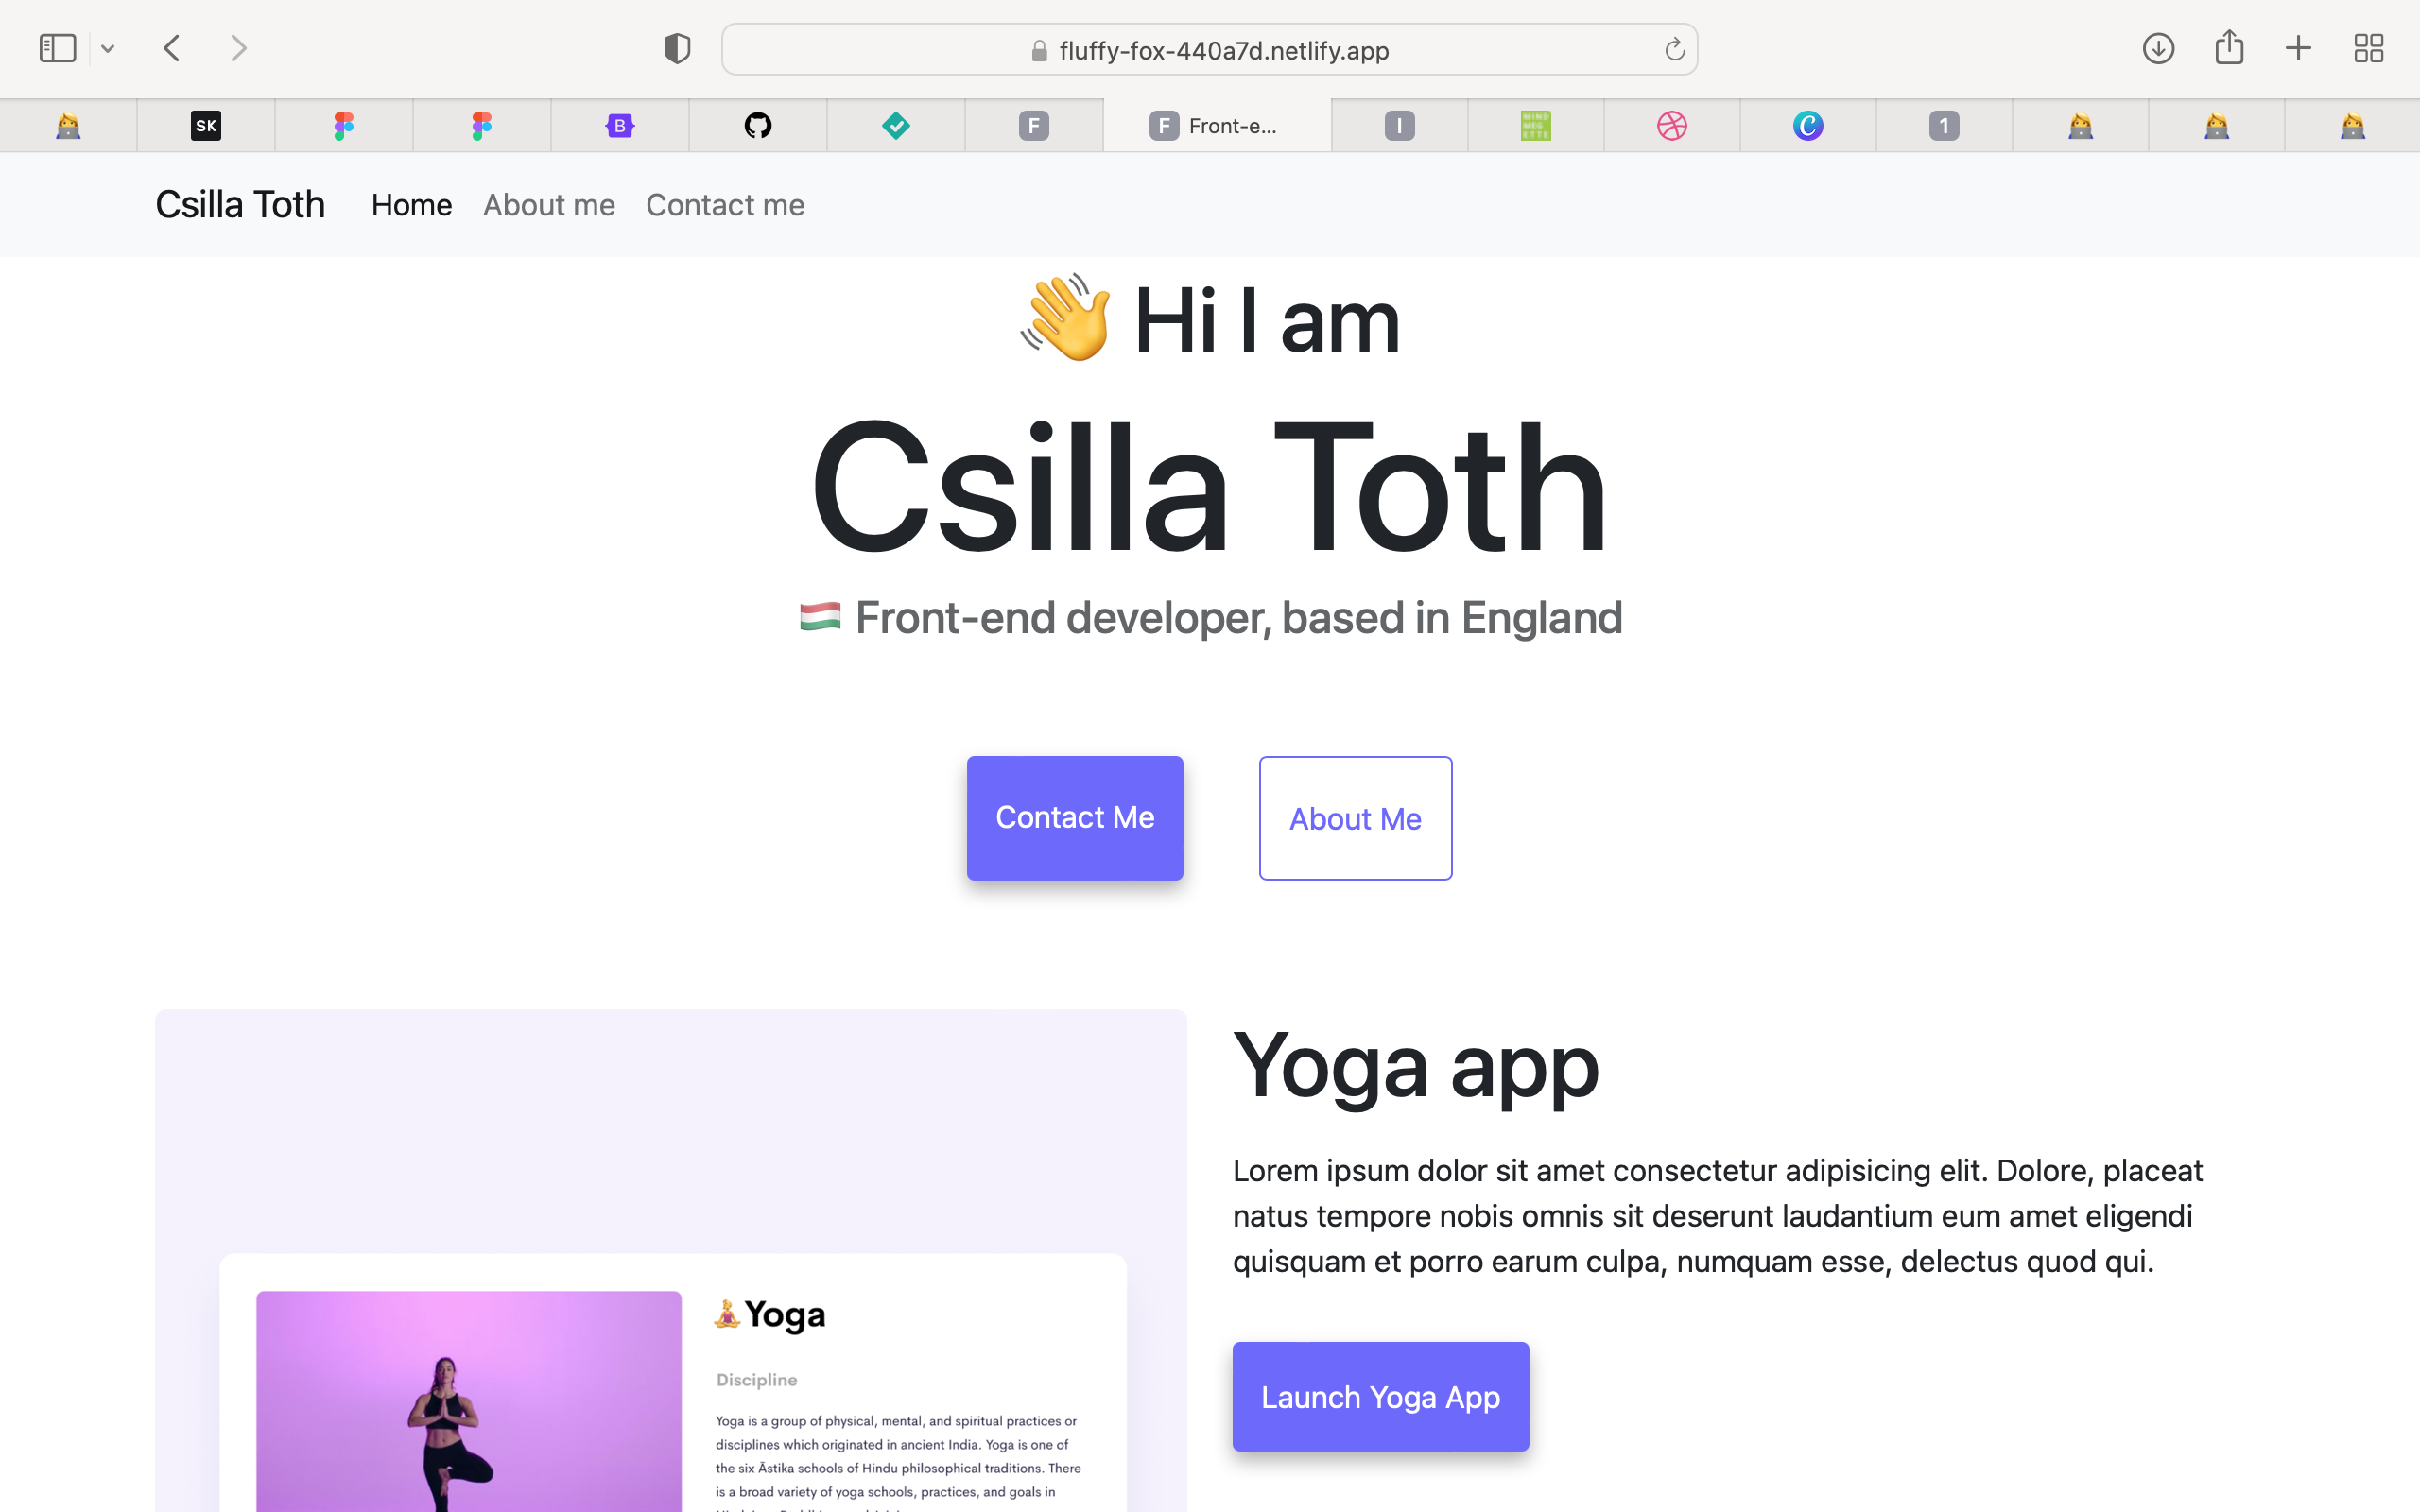 fluffy-fox-440a7d.netlify.app
SK
B
F
F Front-e...
I
MIND
MEG
ETTE
C
1
Csilla Toth Home About me Contact me
👋 Hi I am
Csilla Toth
🇭🇺 Front-end developer, based in England
Contact Me
About Me
Yoga app
Lorem ipsum dolor sit amet consectetur adipisicing elit. Dolore, placeat
natus tempore nobis omnis sit deserunt laudantium eum amet eligendi
quisquam et porro earum culpa, numquam esse, delectus quod qui.
Launch Yoga App
🧘Yoga
Discipline
Yoga is a group of physical, mental, and spiritual practices or
disciplines which originated in ancient India. Yoga is one of
the six Āstika schools of Hindu philosophical traditions. There
is a broad variety of yoga schools, practices, and goals in